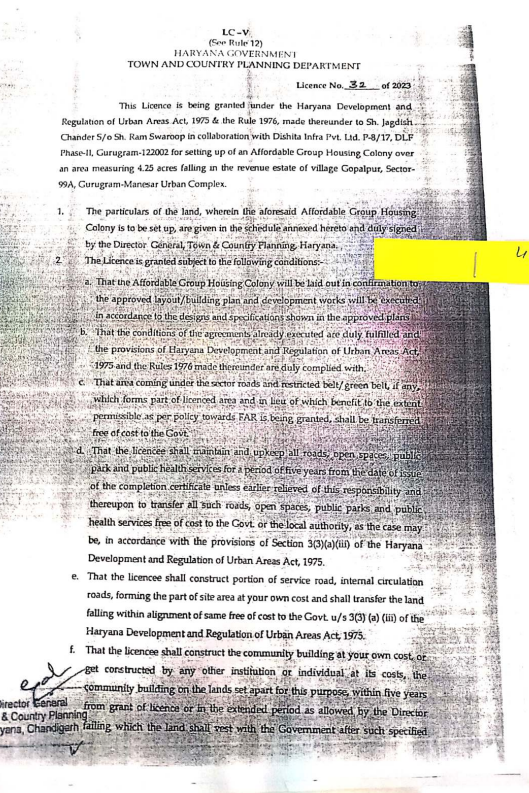 LC-V
(See Rule 12)
HARYANA GOVERNMENT
TOWN AND COUNTRY PLANNING DEPARTMENT
Licence No. 32 of 2023
This Licence is being granted under the Haryana Development and
Regulation of Urban Areas Act, 1975 & the Rule 1976, made thereunder to Sh. Jagdish
Chander S/o Sh. Ram Swaroop in collaboration with Dishita Infra Pvt. Ltd. P-8/17, DLF
Phase-II, Gurugram-122002 for setting up of an Affordable Group Housing Colony over
an area measuring 4.25 acres falling in the revenue estate of village Gopalpur, Sector-
99A, Gurugram-Manesar Urban Complex.
1. The particulars of the land, wherein the aforesaid Affordable Group Housing
Colony is to be set up, are given in the schedule annexed hereto and duly signed
by the Director General, Town & Country Planning, Haryana.
2. The Licence is granted subject to the following conditions:-
a. That the Affordable Group Housing Colony will be laid out in confirmation to
the approved layout/building plan and development works will be executed
in accordance to the designs and specifications shown in the approved plans
b. That the conditions of the agreements already executed are duly fulfilled and
the provisions of Haryana Development and Regulation of Urban Areas Act,
1975 and the Rules 1976 made thereunder are duly complied with.
c. That area coming under the sector roads and restricted belt/green belt, if any,
which forms part of licenced area and in lieu of which benefit to the extent
permissible as per policy towards FAR is being granted, shall be transferred
free of cost to the Govt.
d. That the licencee shall maintain and upkeep all roads, open spaces, public
park and public health services for a period of five years from the date of issue
of the completion certificate unless earlier relieved of this responsibility and
thereupon to transfer all such roads, open spaces, public parks and public
health services free of cost to the Govt. or the local authority, as the case may
be, in accordance with the provisions of Section 3(3)(a)(iii) of the Haryana
Development and Regulation of Urban Areas Act, 1975.
e. That the licencee shall construct portion of service road, internal circulation
roads, forming the part of site area at your own cost and shall transfer the land
falling within alignment of same free of cost to the Govt. u/s 3(3) (a) (iii) of the
Haryana Development and Regulation of Urban Areas Act, 1975.
f. That the licencee shall construct the community building at your own cost, or
get constructed by any other institution or individual at its costs, the
community building on the lands set apart for this purpose, within five years
from grant of licence or in the extended period as allowed by the Director
failing which the land shall vest with the Government after such specified
irector General
& Country Planning
yana, Chandigarh